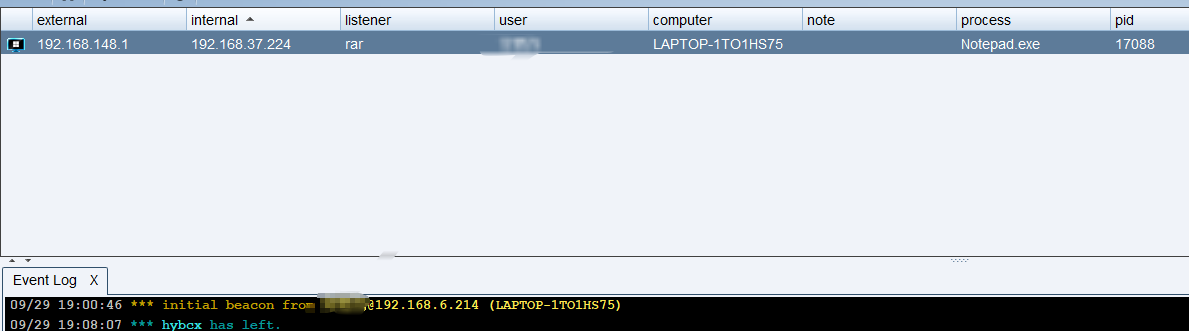 external internal listener user computer note process pid
192.168.148.1 192.168.37.224 rar LAPTOP-1TO1HS75 Notepad.exe 17088
Event Log X
09/29 19:00:46 *** initial beacon from @192.168.6.214 (LAPTOP-1TO1HS75)
09/29 19:08:07 *** hybcx has left.